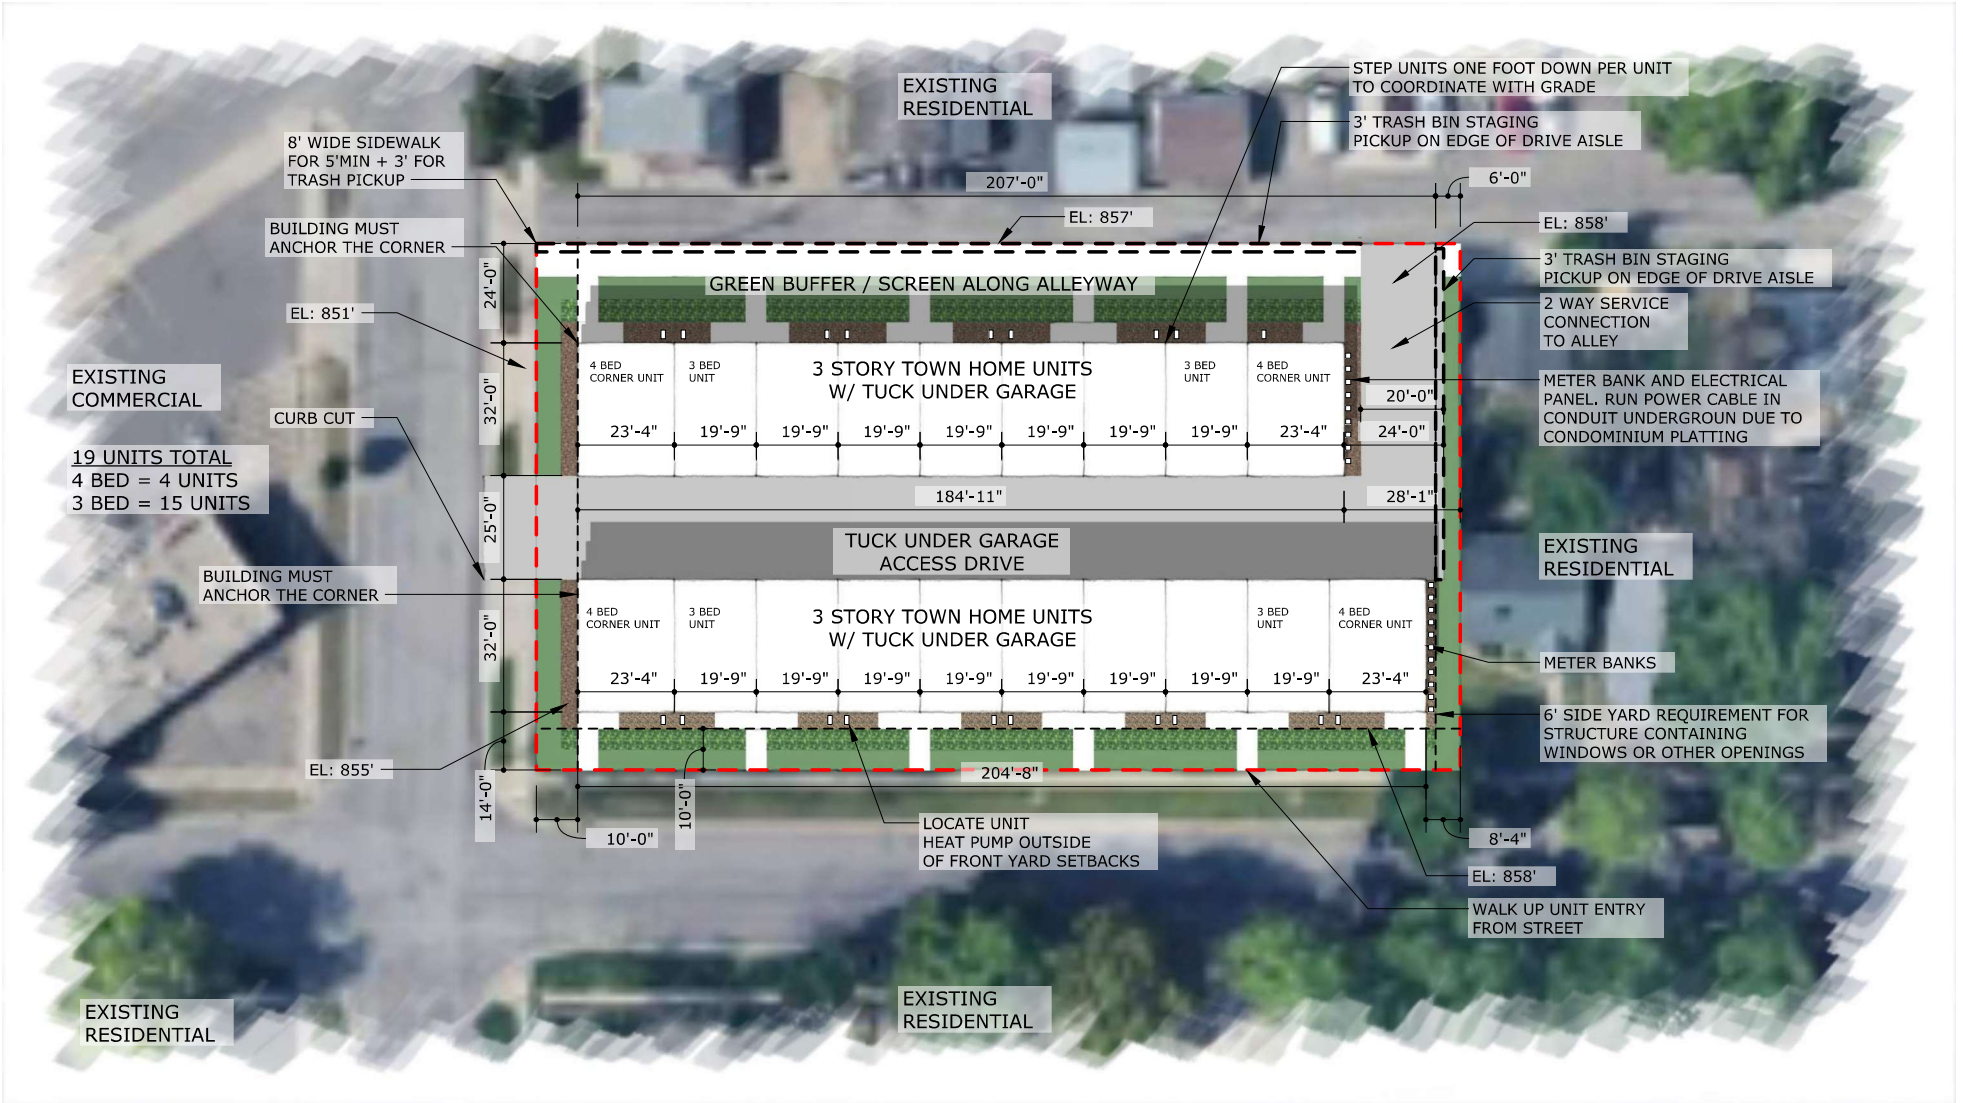 EXISTING
RESIDENTIAL
STEP UNITS ONE FOOT DOWN PER UNIT
TO COORDINATE WITH GRADE
3' TRASH BIN STAGING
PICKUP ON EDGE OF DRIVE AISLE
8' WIDE SIDEWALK
FOR 5'MIN + 3' FOR
TRASH PICKUP
207'-0"
6'-0"
EL: 857'
EL: 858'
BUILDING MUST
ANCHOR THE CORNER
3' TRASH BIN STAGING
PICKUP ON EDGE OF DRIVE AISLE
24'-0"
GREEN BUFFER / SCREEN ALONG ALLEYWAY
2 WAY SERVICE
CONNECTION
TO ALLEY
EL: 851'
EXISTING
COMMERCIAL
4 BED
CORNER UNIT
3 BED
UNIT
3 STORY TOWN HOME UNITS
W/ TUCK UNDER GARAGE
3 BED
UNIT
4 BED
CORNER UNIT
METER BANK AND ELECTRICAL
PANEL. RUN POWER CABLE IN
CONDUIT UNDERGROUN DUE TO
CONDOMINIUM PLATTING
20'-0"
32'-0"
CURB CUT
23'-4"
19'-9"
19'-9"
19'-9"
19'-9"
19'-9"
19'-9"
19'-9"
23'-4"
24'-0"
19 UNITS TOTAL
4 BED = 4 UNITS
3 BED = 15 UNITS
184'-11"
28'-1"
25'-0"
TUCK UNDER GARAGE
ACCESS DRIVE
EXISTING
RESIDENTIAL
BUILDING MUST
ANCHOR THE CORNER
4 BED
CORNER UNIT
3 BED
UNIT
3 STORY TOWN HOME UNITS
W/ TUCK UNDER GARAGE
3 BED
UNIT
4 BED
CORNER UNIT
32'-0"
METER BANKS
23'-4"
19'-9"
19'-9"
19'-9"
19'-9"
19'-9"
19'-9"
19'-9"
19'-9"
23'-4"
6' SIDE YARD REQUIREMENT FOR
STRUCTURE CONTAINING
WINDOWS OR OTHER OPENINGS
EL: 855'
204'-8"
14'-0"
10'-0"
10'-0"
LOCATE UNIT
HEAT PUMP OUTSIDE
OF FRONT YARD SETBACKS
8'-4"
EL: 858'
WALK UP UNIT ENTRY
FROM STREET
EXISTING
RESIDENTIAL
EXISTING
RESIDENTIAL